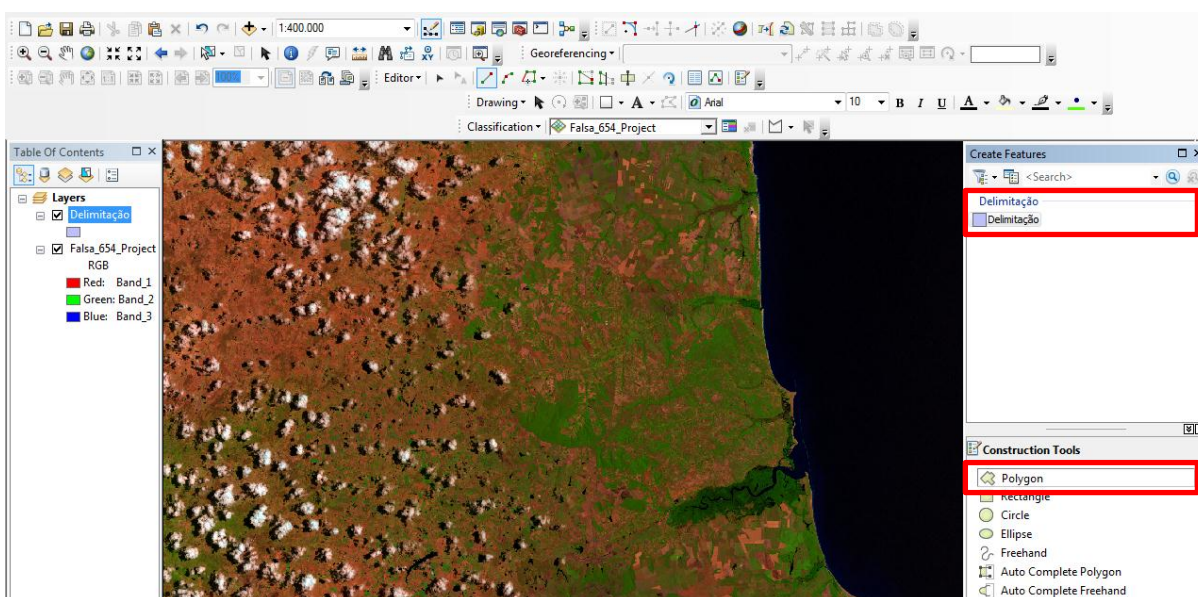 1:400.000
Georeferencing
100% Editor
Drawing A Arial 10 B I U A
Classification Falsa_654_Project
Table Of Contents
Layers
Delimitação
Falsa_654_Project
RGB
Red: Band_1
Green: Band_2
Blue: Band_3
Create Features
<Search>
Delimitação
Delimitação
Construction Tools
Polygon
Rectangle
Circle
Ellipse
Freehand
Auto Complete Polygon
Auto Complete Freehand